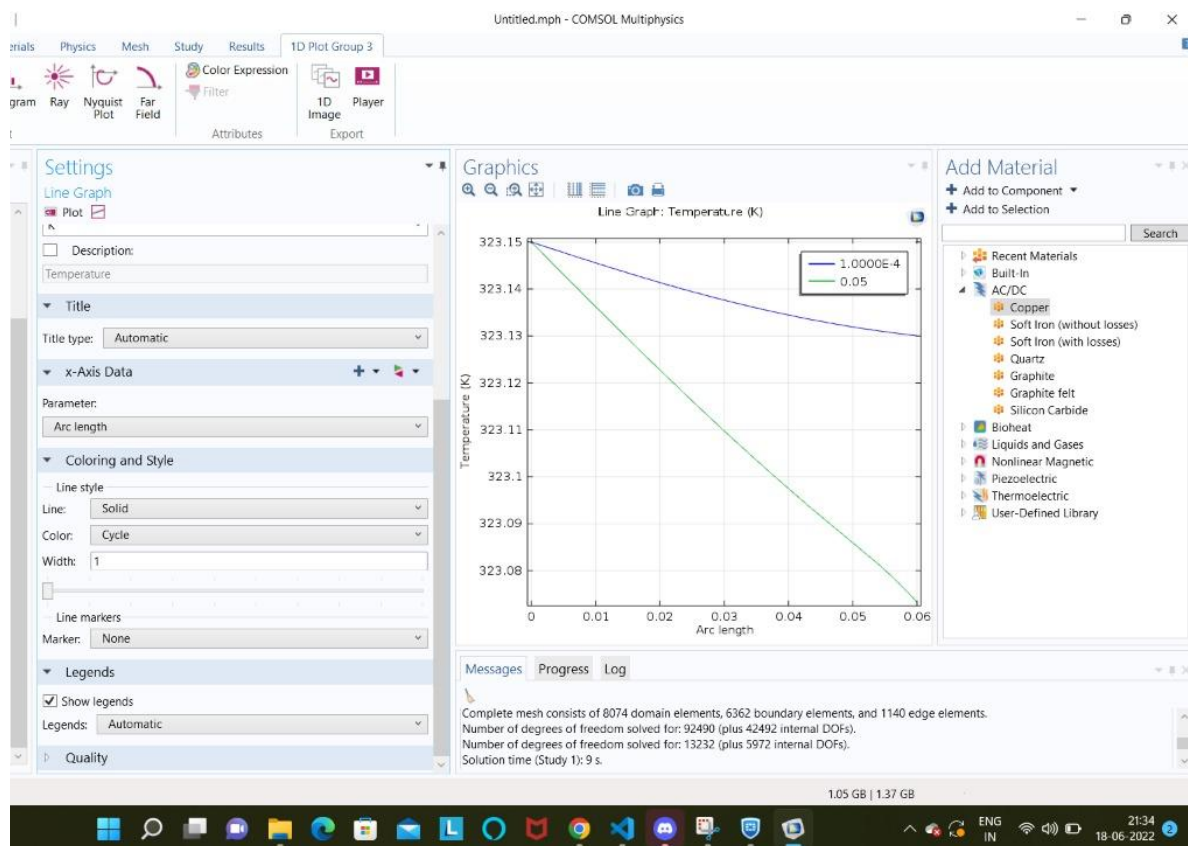 Untitled.mph - COMSOL Multiphysics
erials Physics Mesh Study Results 1D Plot Group 3
gram
Ray
Nyquist Plot
Far Field
Color Expression
Filter
Attributes
1D Image
Player
Export
Settings
Line Graph
Plot
K
Description:
Temperature
Title
Title type: Automatic
x-Axis Data
Parameter:
Arc length
Coloring and Style
Line style
Line: Solid
Color: Cycle
Width: 1
Line markers
Marker: None
Legends
Show legends
Legends: Automatic
Quality
Graphics
Line Graph: Temperature (K)
323.15
323.14
323.13
323.12
323.11
323.1
323.09
323.08
Temperature (K)
1.0000E-4
0.05
0 0.01 0.02 0.03 0.04 0.05 0.06
Arc length
Messages Progress Log
Complete mesh consists of 8074 domain elements, 6362 boundary elements, and 1140 edge elements.
Number of degrees of freedom solved for: 92490 (plus 42492 internal DOFs).
Number of degrees of freedom solved for: 13232 (plus 5972 internal DOFs).
Solution time (Study 1): 9 s.
Add Material
Add to Component
Add to Selection
Search
Recent Materials
Built-In
AC/DC
Copper
Soft Iron (without losses)
Soft Iron (with losses)
Quartz
Graphite
Graphite felt
Silicon Carbide
Bioheat
Liquids and Gases
Nonlinear Magnetic
Piezoelectric
Thermoelectric
User-Defined Library
1.05 GB | 1.37 GB
L
ENG
IN
21:34
18-06-2022
2